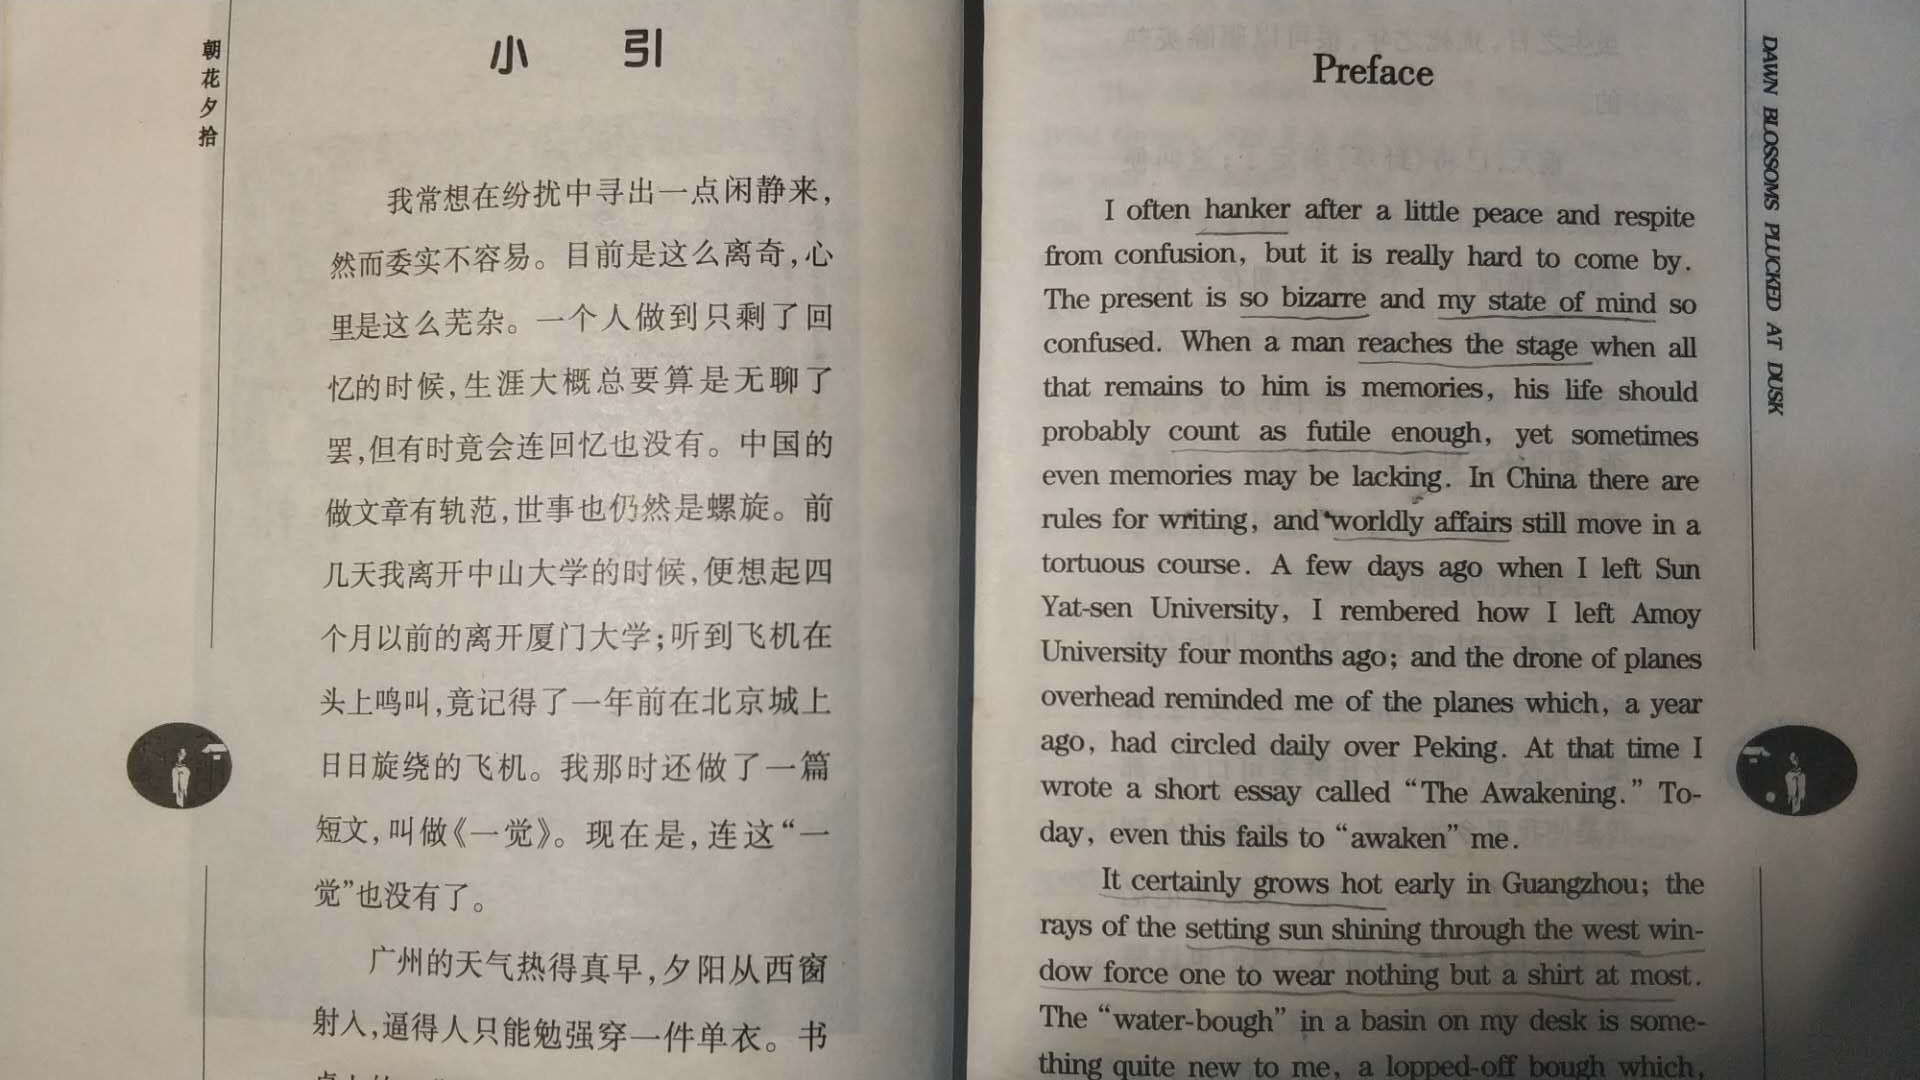 朝花夕拾
小 引
我常想在纷扰中寻出一点闲静来，
然而委实不容易。目前是这么离奇，心
里是这么芜杂。一个人做到只剩了回
忆的时候，生涯大概总要算是无聊了
罢，但有时竟会连回忆也没有。中国的
做文章有轨范，世事也仍然是螺旋。前
几天我离开中山大学的时候，便想起四
个月以前的离开厦门大学；听到飞机在
头上鸣叫，竟记得了一年前在北京城上
日日旋绕的飞机。我那时还做了一篇
短文，叫做《一觉》。现在是，连这“一
觉”也没有了。
广州的天气热得真早，夕阳从西窗
射入，逼得人只能勉强穿一件单衣。书
Preface
I often hanker after a little peace and respite
from confusion, but it is really hard to come by.
The present is so bizarre and my state of mind so
confused. When a man reaches the stage when all
that remains to him is memories, his life should
probably count as futile enough, yet sometimes
even memories may be lacking. In China there are
rules for writing, and worldly affairs still move in a
tortuous course. A few days ago when I left Sun
Yat-sen University, I rembered how I left Amoy
University four months ago; and the drone of planes
overhead reminded me of the planes which, a year
ago, had circled daily over Peking. At that time I
wrote a short essay called “The Awakening.” To-
day, even this fails to “awaken” me.
It certainly grows hot early in Guangzhou; the
rays of the setting sun shining through the west win-
dow force one to wear nothing but a shirt at most.
The “water-bough” in a basin on my desk is some-
thing quite new to me, a lopped-off bough which,
DAWN BLOSSOMS PLUCKED AT DUSK